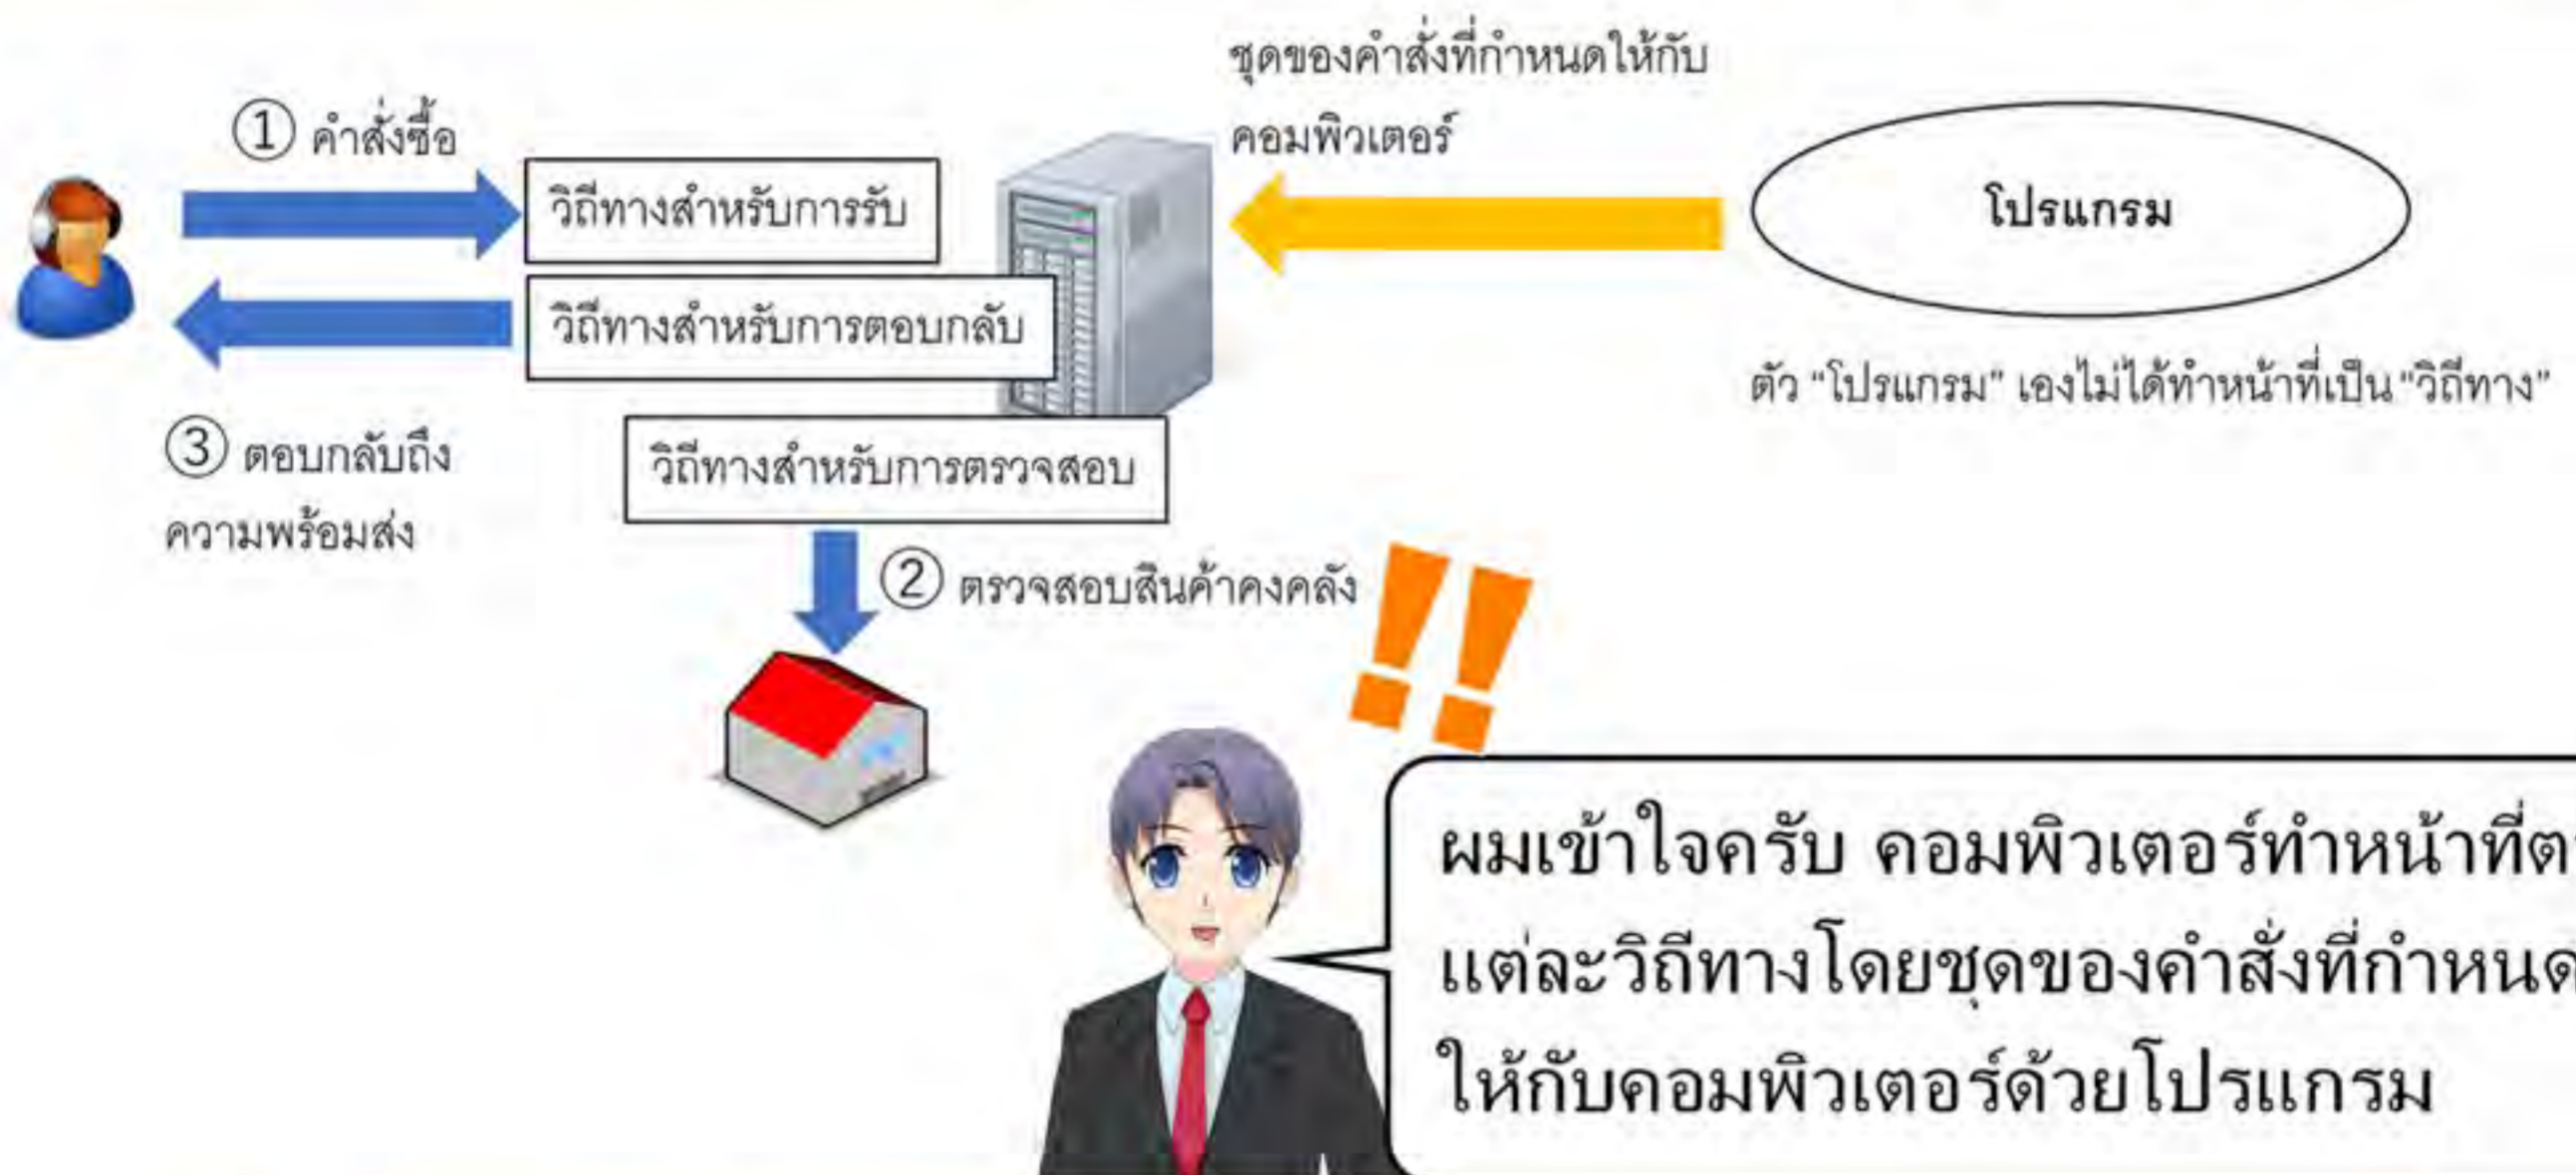 ชุดของคำสั่งที่กำหนดให้กับ
คอมพิวเตอร์
① คำสั่งซื้อ
วิถีทางสำหรับการรับ
โปรแกรม
วิถีทางสำหรับการตอบกลับ
ตัว “โปรแกรม” เองไม่ได้ทำหน้าที่เป็น “วิถีทาง”
③ ตอบกลับถึง
ความพร้อมส่ง
วิถีทางสำหรับการตรวจสอบ
② ตรวจสอบสินค้าคงคลัง
!!
ผมเข้าใจครับ คอมพิวเตอร์ทำหน้าที่
แต่ละวิถีทางโดยชุดของคำสั่งที่กำหนด
ให้กับคอมพิวเตอร์ด้วยโปรแกรม